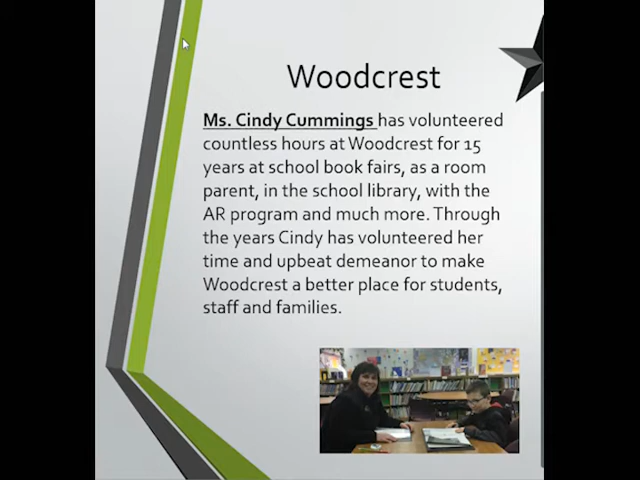 Woodcrest
Ms. Cindy Cummings has volunteered
countless hours at Woodcrest for 15
years at school book fairs, as a room
parent, in the school library, with the
AR program and much more. Through
the years Cindy has volunteered her
time and upbeat demeanor to make
Woodcrest a better place for students,
staff and families.